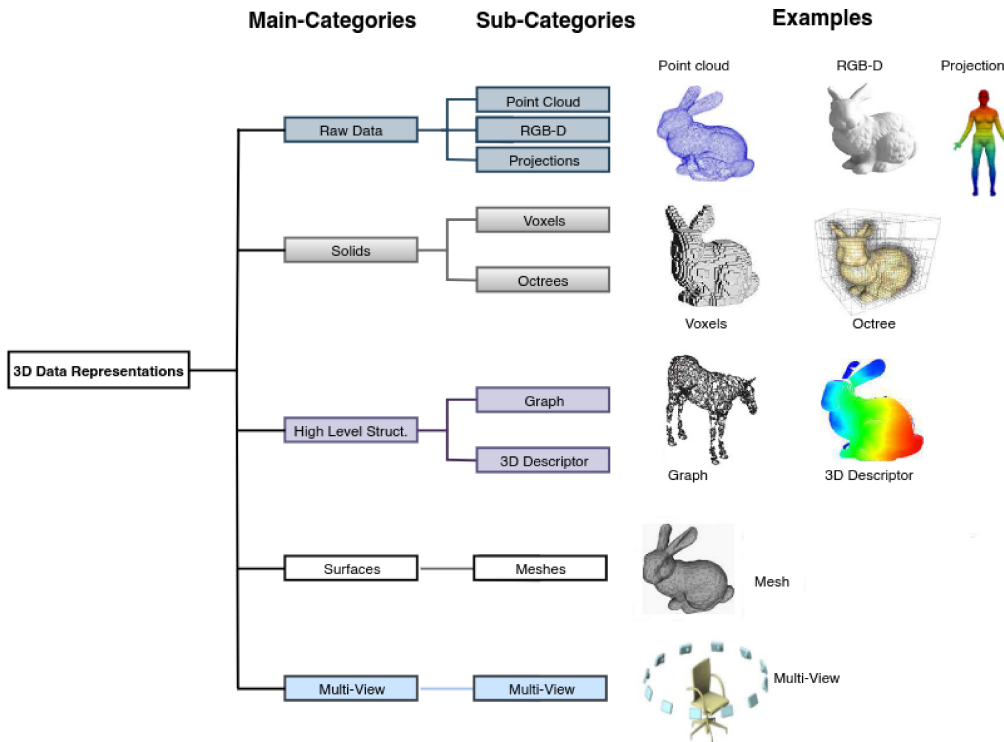 Main-Categories Sub-Categories Examples
Point cloud RGB-D Projection
Point Cloud
Raw Data RGB-D
Projections
Voxels
Solids
Octrees
Voxels Octree
3D Data Representations
Graph
High Level Struct.
3D Descriptor
Graph 3D Descriptor
Surfaces Meshes
Mesh
Multi-View Multi-View
Multi-View